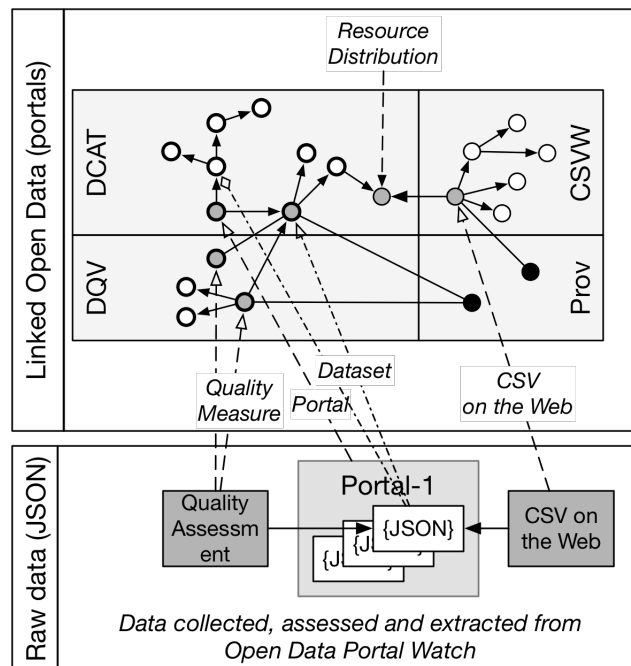 Linked Open Data (portals)
Resource
Distribution
DCAT
CSVW
DQV
Prov
Quality
Measure
Portal
Dataset
CSV
on the Web
Raw data (JSON)
Portal-1
Quality
Assessm
ent
{JSON}
{JS
{JS
CSV on
the Web
Data collected, assessed and extracted from
Open Data Portal Watch